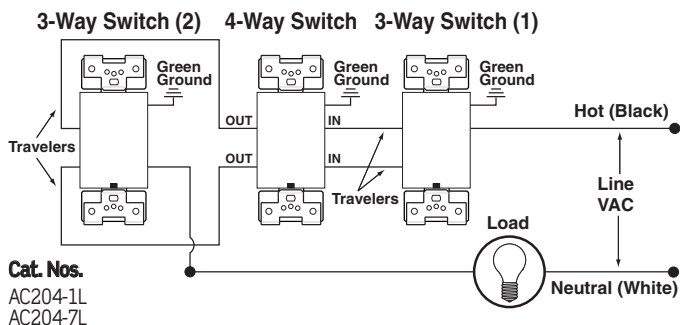 3-Way Switch (2) 4-Way Switch 3-Way Switch (1)
Green
Ground
Green
Ground
Green
Ground
Hot (Black)
OUT
IN
Travelers
OUT
IN
Travelers
Line
VAC
Load
Neutral (White)
Cat. Nos.
AC204-1L
AC204-7L